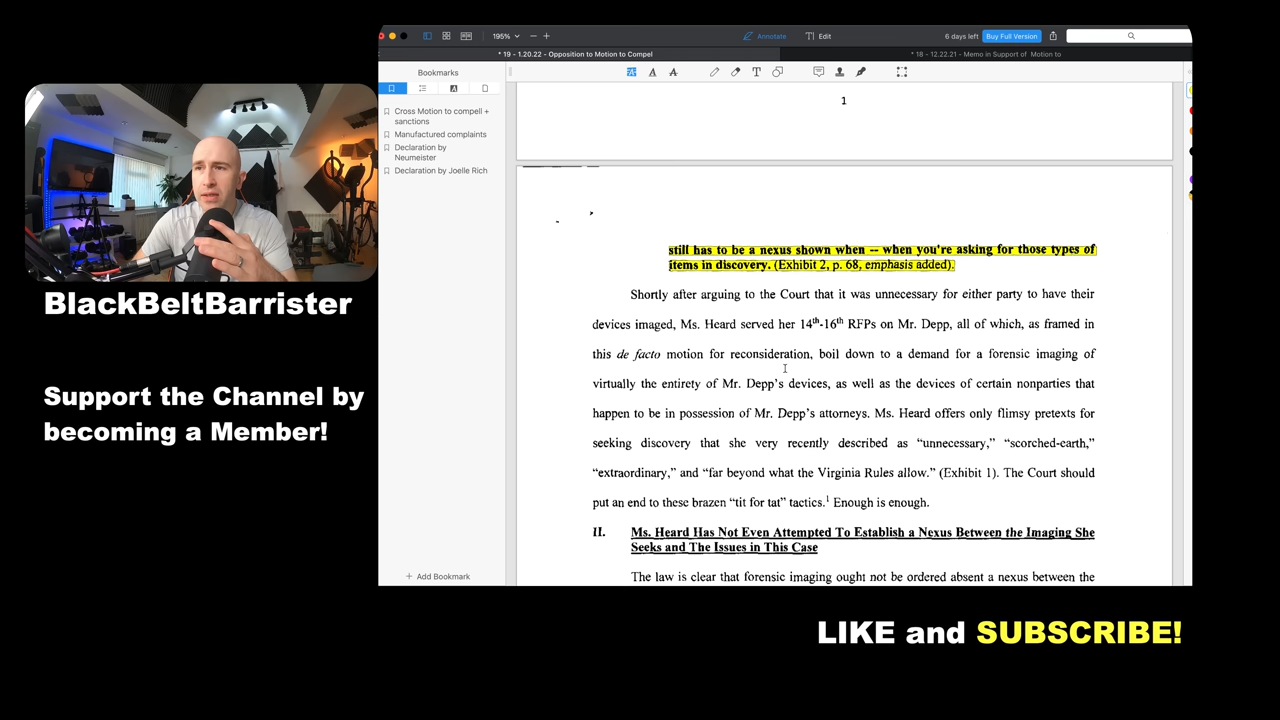 195%
Annotate
Edit
6 days left
Buy Full Version
* 19 - 1.20.22 - Opposition to Motion to Compel
* 18 - 12.22.21 - Memo in Support of Motion to
Bookmarks
Cross Motion to compell +
sanctions
Manufactured complaints
Declaration by
Neumeister
Declaration by Joelle Rich
+ Add Bookmark
1
still has to be a nexus shown when -- when you're asking for those types of
items in discovery. (Exhibit 2, p. 68, emphasis added).
Shortly after arguing to the Court that it was unnecessary for either party to have their
devices imaged, Ms. Heard served her 14th-16th RFPs on Mr. Depp, all of which, as framed in
this de facto motion for reconsideration, boil down to a demand for a forensic imaging of
virtually the entirety of Mr. Depp's devices, as well as the devices of certain nonparties that
happen to be in possession of Mr. Depp's attorneys. Ms. Heard offers only flimsy pretexts for
seeking discovery that she very recently described as “unnecessary,” “scorched-earth,”
“extraordinary,” and “far beyond what the Virginia Rules allow.” (Exhibit 1). The Court should
put an end to these brazen “tit for tat” tactics.1 Enough is enough.
II. Ms. Heard Has Not Even Attempted To Establish a Nexus Between the Imaging She
Seeks and The Issues in This Case
The law is clear that forensic imaging ought not be ordered absent a nexus between the
BlackBeltBarrister
Support the Channel by
becoming a Member!
LIKE and SUBSCRIBE!